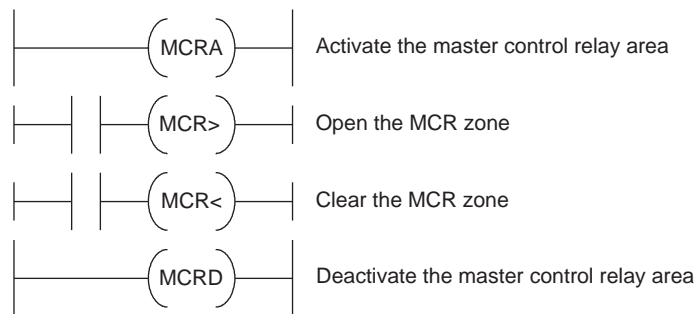 MCRA Activate the master control relay area
MCR> Open the MCR zone
MCR< Clear the MCR zone
MCRD Deactivate the master control relay area